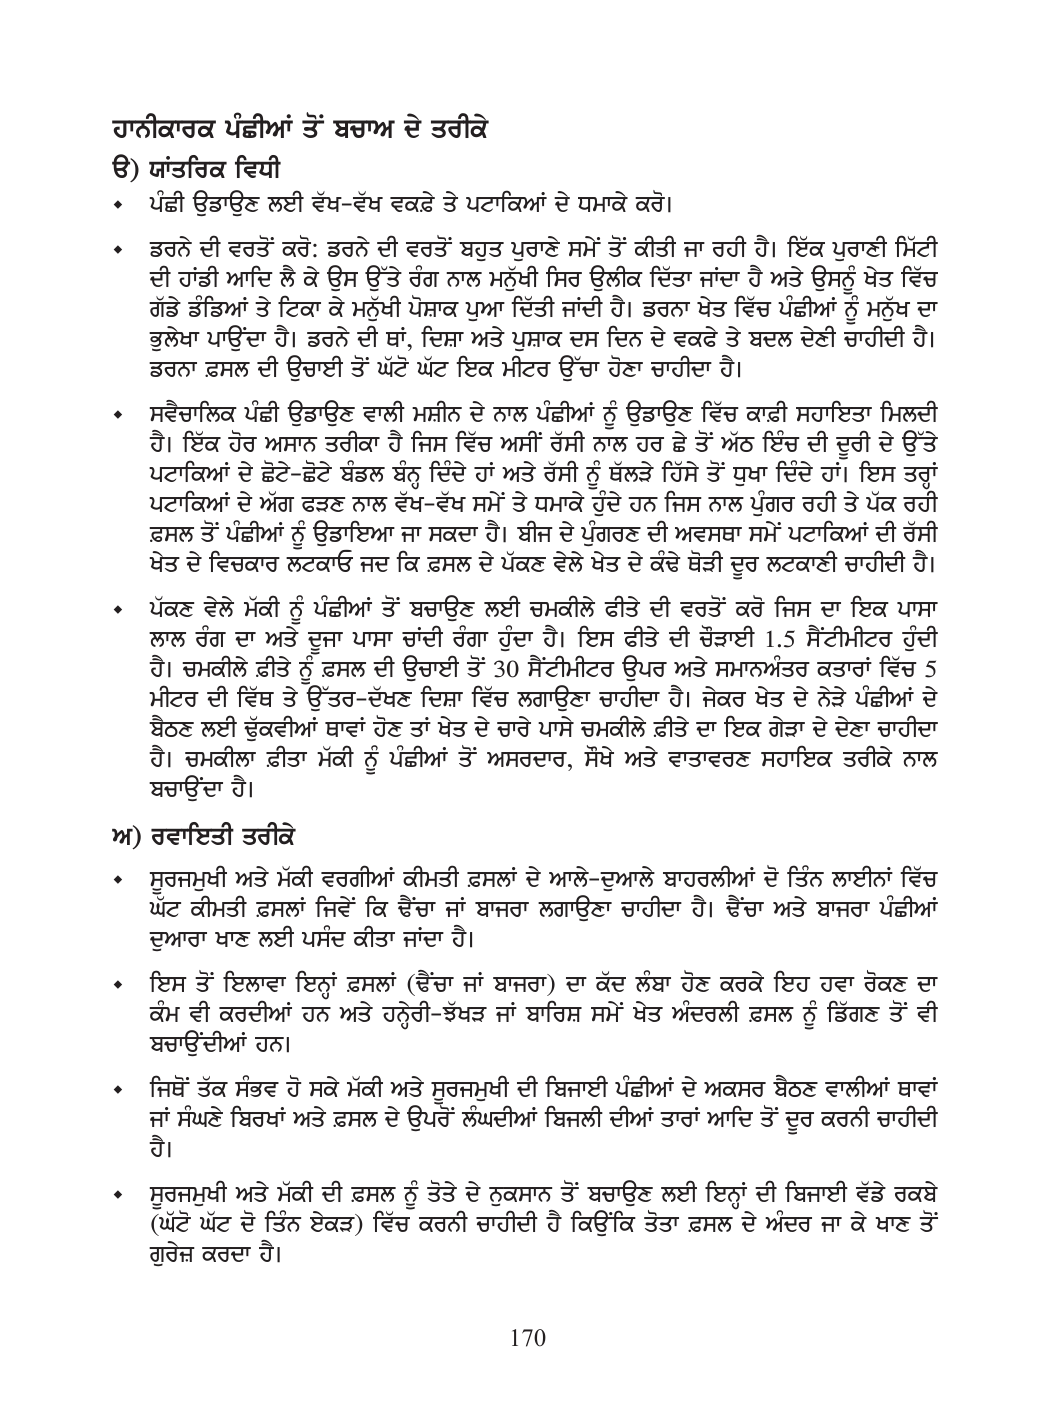 ਹਾਨੀਕਾਰਕ ਪੰਛੀਆਂ ਤੋਂ ਬਚਾਅ ਦੇ ਤਰੀਕੇ
ੳ) ਯਾਂਤਰਿਕ ਵਿਧੀ
⬩ ਪੰਛੀ ਉਡਾਉਣ ਲਈ ਵੱਖ-ਵੱਖ ਵਕਫ਼ੇ ਤੇ ਪਟਾਕਿਆਂ ਦੇ ਧਮਾਕੇ ਕਰੋ।
⬩ ਡਰਨੇ ਦੀ ਵਰਤੋਂ ਕਰੋ: ਡਰਨੇ ਦੀ ਵਰਤੋਂ ਬਹੁਤ ਪੁਰਾਣੇ ਸਮੇਂ ਤੋਂ ਕੀਤੀ ਜਾ ਰਹੀ ਹੈ। ਇੱਕ ਪੁਰਾਣੀ ਮਿੱਟੀ
ਦੀ ਹਾਂਡੀ ਆਦਿ ਲੈ ਕੇ ਉਸ ਉੱਤੇ ਰੰਗ ਨਾਲ ਮਨੁੱਖੀ ਸਿਰ ਉਲੀਕ ਦਿੱਤਾ ਜਾਂਦਾ ਹੈ ਅਤੇ ਉਸਨੂੰ ਖੇਤ ਵਿੱਚ
ਗੱਡੇ ਡੰਡਿਆਂ ਤੇ ਟਿਕਾ ਕੇ ਮਨੁੱਖੀ ਪੋਸ਼ਾਕ ਪੁਆ ਦਿੱਤੀ ਜਾਂਦੀ ਹੈ। ਡਰਨਾ ਖੇਤ ਵਿੱਚ ਪੰਛੀਆਂ ਨੂੰ ਮਨੁੱਖ ਦਾ
ਭੁਲੇਖਾ ਪਾਉਂਦਾ ਹੈ। ਡਰਨੇ ਦੀ ਥਾਂ, ਦਿਸ਼ਾ ਅਤੇ ਪੁਸ਼ਾਕ ਦਸ ਦਿਨ ਦੇ ਵਕਫੇ ਤੇ ਬਦਲ ਦੇਣੀ ਚਾਹੀਦੀ ਹੈ।
ਡਰਨਾ ਫ਼ਸਲ ਦੀ ਉਚਾਈ ਤੋਂ ਘੱਟੋ ਘੱਟ ਇਕ ਮੀਟਰ ਉੱਚਾ ਹੋਣਾ ਚਾਹੀਦਾ ਹੈ।
⬩ ਸਵੈਚਾਲਿਕ ਪੰਛੀ ਉਡਾਉਣ ਵਾਲੀ ਮਸ਼ੀਨ ਦੇ ਨਾਲ ਪੰਛੀਆਂ ਨੂੰ ਉਡਾਉਣ ਵਿੱਚ ਕਾਫ਼ੀ ਸਹਾਇਤਾ ਮਿਲਦੀ
ਹੈ। ਇੱਕ ਹੋਰ ਅਸਾਨ ਤਰੀਕਾ ਹੈ ਜਿਸ ਵਿੱਚ ਅਸੀਂ ਰੱਸੀ ਨਾਲ ਹਰ ਛੇ ਤੋਂ ਅੱਠ ਇੰਚ ਦੀ ਦੂਰੀ ਦੇ ਉੱਤੇ
ਪਟਾਕਿਆਂ ਦੇ ਛੋਟੇ-ਛੋਟੇ ਬੰਡਲ ਬੰਨ੍ਹ ਦਿੰਦੇ ਹਾਂ ਅਤੇ ਰੱਸੀ ਨੂੰ ਥੱਲੜੇ ਹਿੱਸੇ ਤੋਂ ਧੁਖਾ ਦਿੰਦੇ ਹਾਂ। ਇਸ ਤਰ੍ਹਾਂ
ਪਟਾਕਿਆਂ ਦੇ ਅੱਗ ਫੜਣ ਨਾਲ ਵੱਖ-ਵੱਖ ਸਮੇਂ ਤੇ ਧਮਾਕੇ ਹੁੰਦੇ ਹਨ ਜਿਸ ਨਾਲ ਪੁੰਗਰ ਰਹੀ ਤੇ ਪੱਕ ਰਹੀ
ਫ਼ਸਲ ਤੋਂ ਪੰਛੀਆਂ ਨੂੰ ਉਡਾਇਆ ਜਾ ਸਕਦਾ ਹੈ। ਬੀਜ ਦੇ ਪੁੰਗਰਣ ਦੀ ਅਵਸਥਾ ਸਮੇਂ ਪਟਾਕਿਆਂ ਦੀ ਰੱਸੀ
ਖੇਤ ਦੇ ਵਿਚਕਾਰ ਲਟਕਾਓ ਜਦ ਕਿ ਫ਼ਸਲ ਦੇ ਪੱਕਣ ਵੇਲੇ ਖੇਤ ਦੇ ਕੰਢੇ ਥੋੜੀ ਦੂਰ ਲਟਕਾਣੀ ਚਾਹੀਦੀ ਹੈ।
⬩ ਪੱਕਣ ਵੇਲੇ ਮੱਕੀ ਨੂੰ ਪੰਛੀਆਂ ਤੋਂ ਬਚਾਉਣ ਲਈ ਚਮਕੀਲੇ ਫੀਤੇ ਦੀ ਵਰਤੋਂ ਕਰੋ ਜਿਸ ਦਾ ਇਕ ਪਾਸਾ
ਲਾਲ ਰੰਗ ਦਾ ਅਤੇ ਦੂਜਾ ਪਾਸਾ ਚਾਂਦੀ ਰੰਗਾ ਹੁੰਦਾ ਹੈ। ਇਸ ਫੀਤੇ ਦੀ ਚੌੜਾਈ 1.5 ਸੈਂਟੀਮੀਟਰ ਹੁੰਦੀ
ਹੈ। ਚਮਕੀਲੇ ਫ਼ੀਤੇ ਨੂੰ ਫ਼ਸਲ ਦੀ ਉਚਾਈ ਤੋਂ 30 ਸੈਂਟੀਮੀਟਰ ਉਪਰ ਅਤੇ ਸਮਾਨਅੰਤਰ ਕਤਾਰਾਂ ਵਿੱਚ 5
ਮੀਟਰ ਦੀ ਵਿੱਥ ਤੇ ਉੱਤਰ-ਦੱਖਣ ਦਿਸ਼ਾ ਵਿੱਚ ਲਗਾਉਣਾ ਚਾਹੀਦਾ ਹੈ। ਜੇਕਰ ਖੇਤ ਦੇ ਨੇੜੇ ਪੰਛੀਆਂ ਦੇ
ਬੈਠਣ ਲਈ ਢੁੱਕਵੀਆਂ ਥਾਵਾਂ ਹੋਣ ਤਾਂ ਖੇਤ ਦੇ ਚਾਰੇ ਪਾਸੇ ਚਮਕੀਲੇ ਫ਼ੀਤੇ ਦਾ ਇਕ ਗੇੜਾ ਦੇ ਦੇਣਾ ਚਾਹੀਦਾ
ਹੈ। ਚਮਕੀਲਾ ਫ਼ੀਤਾ ਮੱਕੀ ਨੂੰ ਪੰਛੀਆਂ ਤੋਂ ਅਸਰਦਾਰ, ਸੌਖੇ ਅਤੇ ਵਾਤਾਵਰਣ ਸਹਾਇਕ ਤਰੀਕੇ ਨਾਲ
ਬਚਾਉਂਦਾ ਹੈ।
ਅ) ਰਵਾਇਤੀ ਤਰੀਕੇ
⬩ ਸੂਰਜਮੁਖੀ ਅਤੇ ਮੱਕੀ ਵਰਗੀਆਂ ਕੀਮਤੀ ਫ਼ਸਲਾਂ ਦੇ ਆਲੇ-ਦੁਆਲੇ ਬਾਹਰਲੀਆਂ ਦੋ ਤਿੰਨ ਲਾਈਨਾਂ ਵਿੱਚ
ਘੱਟ ਕੀਮਤੀ ਫ਼ਸਲਾਂ ਜਿਵੇਂ ਕਿ ਢੈਂਚਾ ਜਾਂ ਬਾਜਰਾ ਲਗਾਉਣਾ ਚਾਹੀਦਾ ਹੈ। ਢੈਂਚਾ ਅਤੇ ਬਾਜਰਾ ਪੰਛੀਆਂ
ਦੁਆਰਾ ਖਾਣ ਲਈ ਪਸੰਦ ਕੀਤਾ ਜਾਂਦਾ ਹੈ।
⬩ ਇਸ ਤੋਂ ਇਲਾਵਾ ਇਨ੍ਹਾਂ ਫ਼ਸਲਾਂ (ਢੈਂਚਾ ਜਾਂ ਬਾਜਰਾ) ਦਾ ਕੱਦ ਲੰਬਾ ਹੋਣ ਕਰਕੇ ਇਹ ਹਵਾ ਰੋਕਣ ਦਾ
ਕੰਮ ਵੀ ਕਰਦੀਆਂ ਹਨ ਅਤੇ ਹਨ੍ਹੇਰੀ-ਝੱਖੜ ਜਾਂ ਬਾਰਿਸ਼ ਸਮੇਂ ਖੇਤ ਅੰਦਰਲੀ ਫ਼ਸਲ ਨੂੰ ਡਿੱਗਣ ਤੋਂ ਵੀ
ਬਚਾਉਂਦੀਆਂ ਹਨ।
⬩ ਜਿਥੋਂ ਤੱਕ ਸੰਭਵ ਹੋ ਸਕੇ ਮੱਕੀ ਅਤੇ ਸੂਰਜਮੁਖੀ ਦੀ ਬਿਜਾਈ ਪੰਛੀਆਂ ਦੇ ਅਕਸਰ ਬੈਠਣ ਵਾਲੀਆਂ ਥਾਵਾਂ
ਜਾਂ ਸੰਘਣੇ ਬਿਰਖਾਂ ਅਤੇ ਫ਼ਸਲ ਦੇ ਉਪਰੋਂ ਲੰਘਦੀਆਂ ਬਿਜਲੀ ਦੀਆਂ ਤਾਰਾਂ ਆਦਿ ਤੋਂ ਦੂਰ ਕਰਨੀ ਚਾਹੀਦੀ
ਹੈ।
⬩ ਸੂਰਜਮੁਖੀ ਅਤੇ ਮੱਕੀ ਦੀ ਫ਼ਸਲ ਨੂੰ ਤੋਤੇ ਦੇ ਨੁਕਸਾਨ ਤੋਂ ਬਚਾਉਣ ਲਈ ਇਨ੍ਹਾਂ ਦੀ ਬਿਜਾਈ ਵੱਡੇ ਰਕਬੇ
(ਘੱਟੋ ਘੱਟ ਦੋ ਤਿੰਨ ਏਕੜ) ਵਿੱਚ ਕਰਨੀ ਚਾਹੀਦੀ ਹੈ ਕਿਉਂਕਿ ਤੋਤਾ ਫ਼ਸਲ ਦੇ ਅੰਦਰ ਜਾ ਕੇ ਖਾਣ ਤੋਂ
ਗੁਰੇਜ਼ ਕਰਦਾ ਹੈ।
170